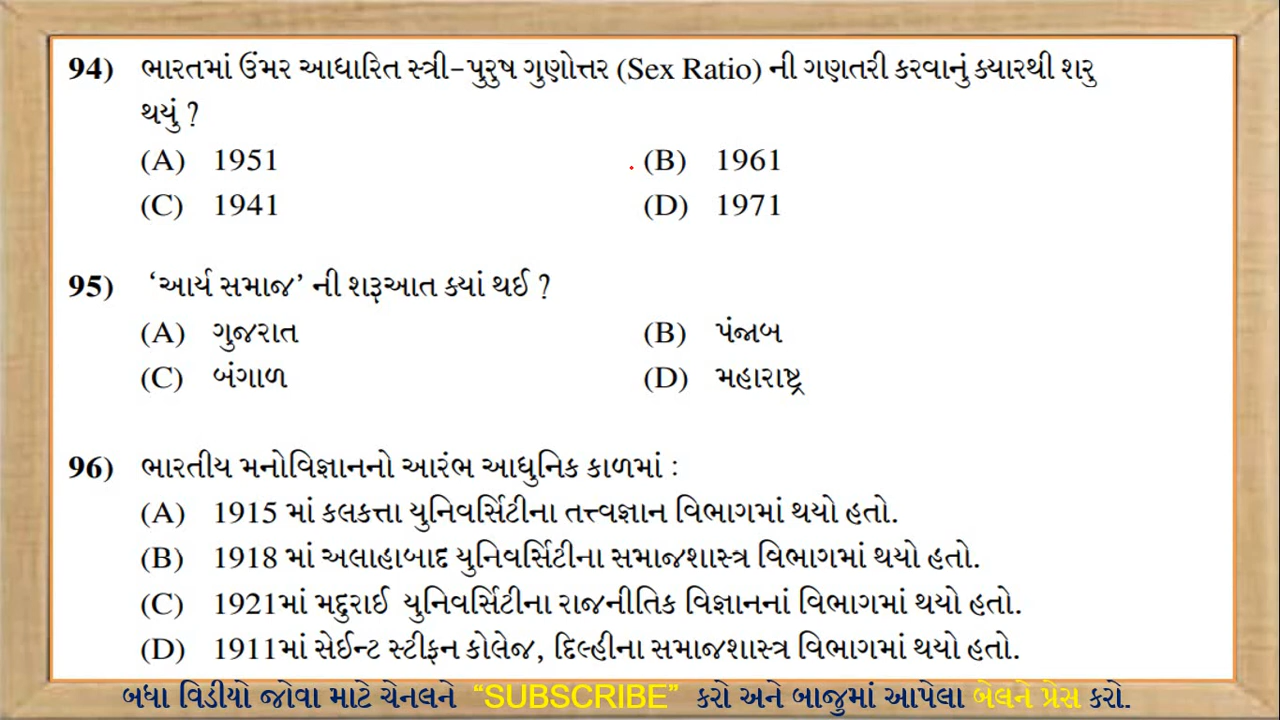 94) ભારતમાં ઉંમર આધારિત સ્ત્રી-પુરુષ ગુણોત્તર (Sex Ratio) ની ગણતરી કરવાનું ક્યારથી શરુ
થયું ?
(A) 1951 (B) 1961
(C) 1941 (D) 1971
95) ‘આર્ય સમાજ’ ની શરૂઆત ક્યાં થઈ ?
(A) ગુજરાત (B) પંજાબ
(C) બંગાળ (D) મહારાષ્ટ્ર
96) ભારતીય મનોવિજ્ઞાનનો આરંભ આધુનિક કાળમાં :
(A) 1915 માં કલકત્તા યુનિવર્સિટીના તત્ત્વજ્ઞાન વિભાગમાં થયો હતો.
(B) 1918 માં અલાહાબાદ યુનિવર્સિટીના સમાજશાસ્ત્ર વિભાગમાં થયો હતો.
(C) 1921માં મદુરાઈ યુનિવર્સિટીના રાજનીતિક વિજ્ઞાનનાં વિભાગમાં થયો હતો.
(D) 1911માં સેઈન્ટ સ્ટીફન કોલેજ, દિલ્હીના સમાજશાસ્ત્ર વિભાગમાં થયો હતો.
બધા વિડીયો જોવા માટે ચેનલને “SUBSCRIBE” કરો અને બાજુમાં આપેલા બેલને પ્રેસ કરો.